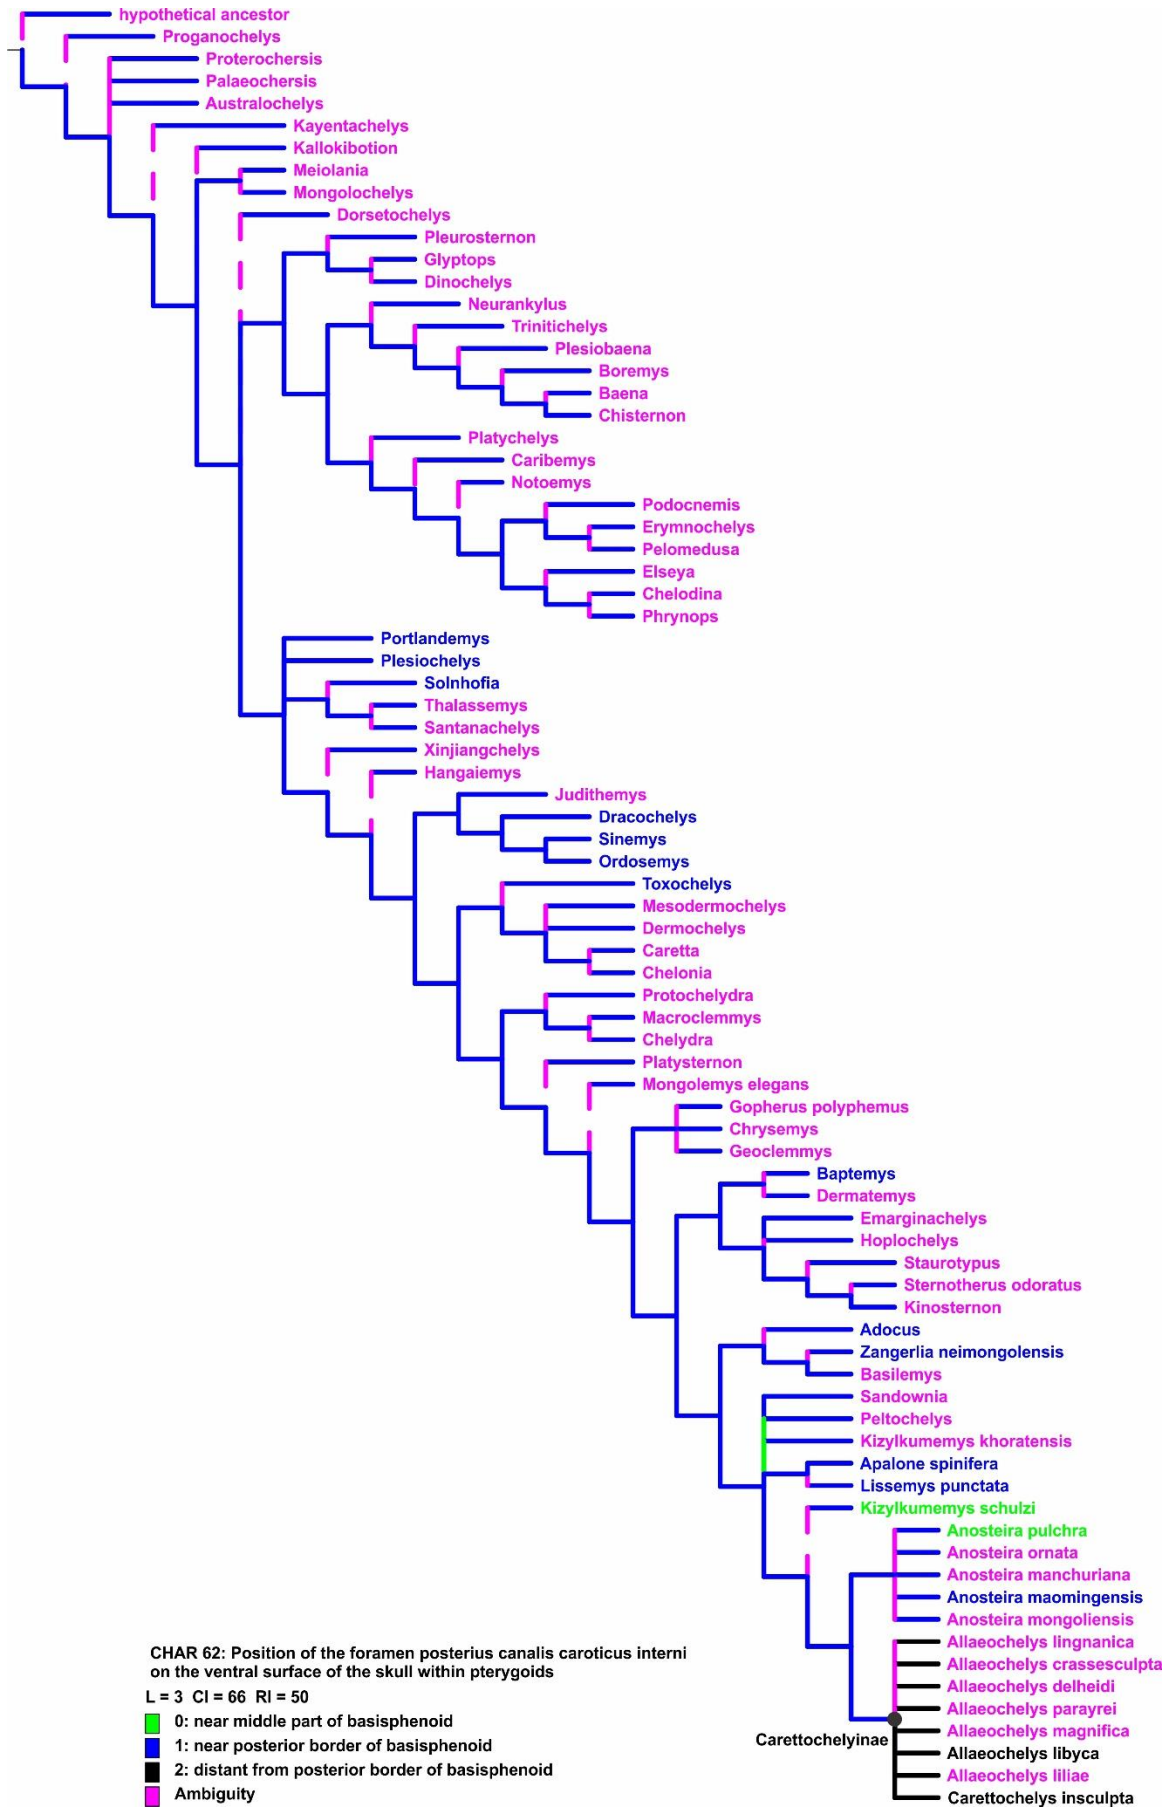 hypothetical ancestor
Proganochelys
Proterochersis
Palaeochersis
Australochelys
Kayentachelys
Kallokibotion
Meiolania
Mongolochelys
Dorsetochelys
Pleurosternon
Glyptops
Dinochelys
Neurankylus
Trinitichelys
Plesiobaena
Boremys
Baena
Chisternon
Platychelys
Caribemys
Notoemys
Podocnemis
Erymnochelys
Pelomedusa
Elseya
Chelodina
Phrynops
Portlandemys
Plesiochelys
Solnhofia
Thalassemys
Santanachelys
Xinjiangchelys
Hangaiemys
Judithemys
Dracochelys
Sinemys
Ordosemys
Toxochelys
Mesodermochelys
Dermochelys
Caretta
Chelonia
Protochelydra
Macroclemmys
Chelydra
Platysternon
Mongolemys elegans
Gopherus polyphemus
Chrysemys
Geoclemmys
Baptemys
Dermatemys
Emarginachelys
Hoplochelys
Staurotypus
Sternotherus odoratus
Kinosternon
Adocus
Zangerlia neimongolensis
Basilemys
Sandownia
Peltochelys
Kizylkumemys khoratensis
Apalone spinifera
Lissemys punctata
Kizylkumemys schulzi
Anosteira pulchra
Anosteira ornata
Anosteira manchuriana
Anosteira maomingensis
Anosteira mongoliensis
Allaeochelys lingnanica
Allaeochelys crassesculpta
Allaeochelys delheidi
Allaeochelys parayrei
Allaeochelys magnifica
Allaeochelys libyca
Allaeochelys liliae
Carettochelys insculpta
Carettochelyinae
CHAR 62: Position of the foramen posterius canalis caroticus interni
on the ventral surface of the skull within pterygoids
L = 3 CI = 66 RI = 50
0: near middle part of basisphenoid
1: near posterior border of basisphenoid
2: distant from posterior border of basisphenoid
Ambiguity